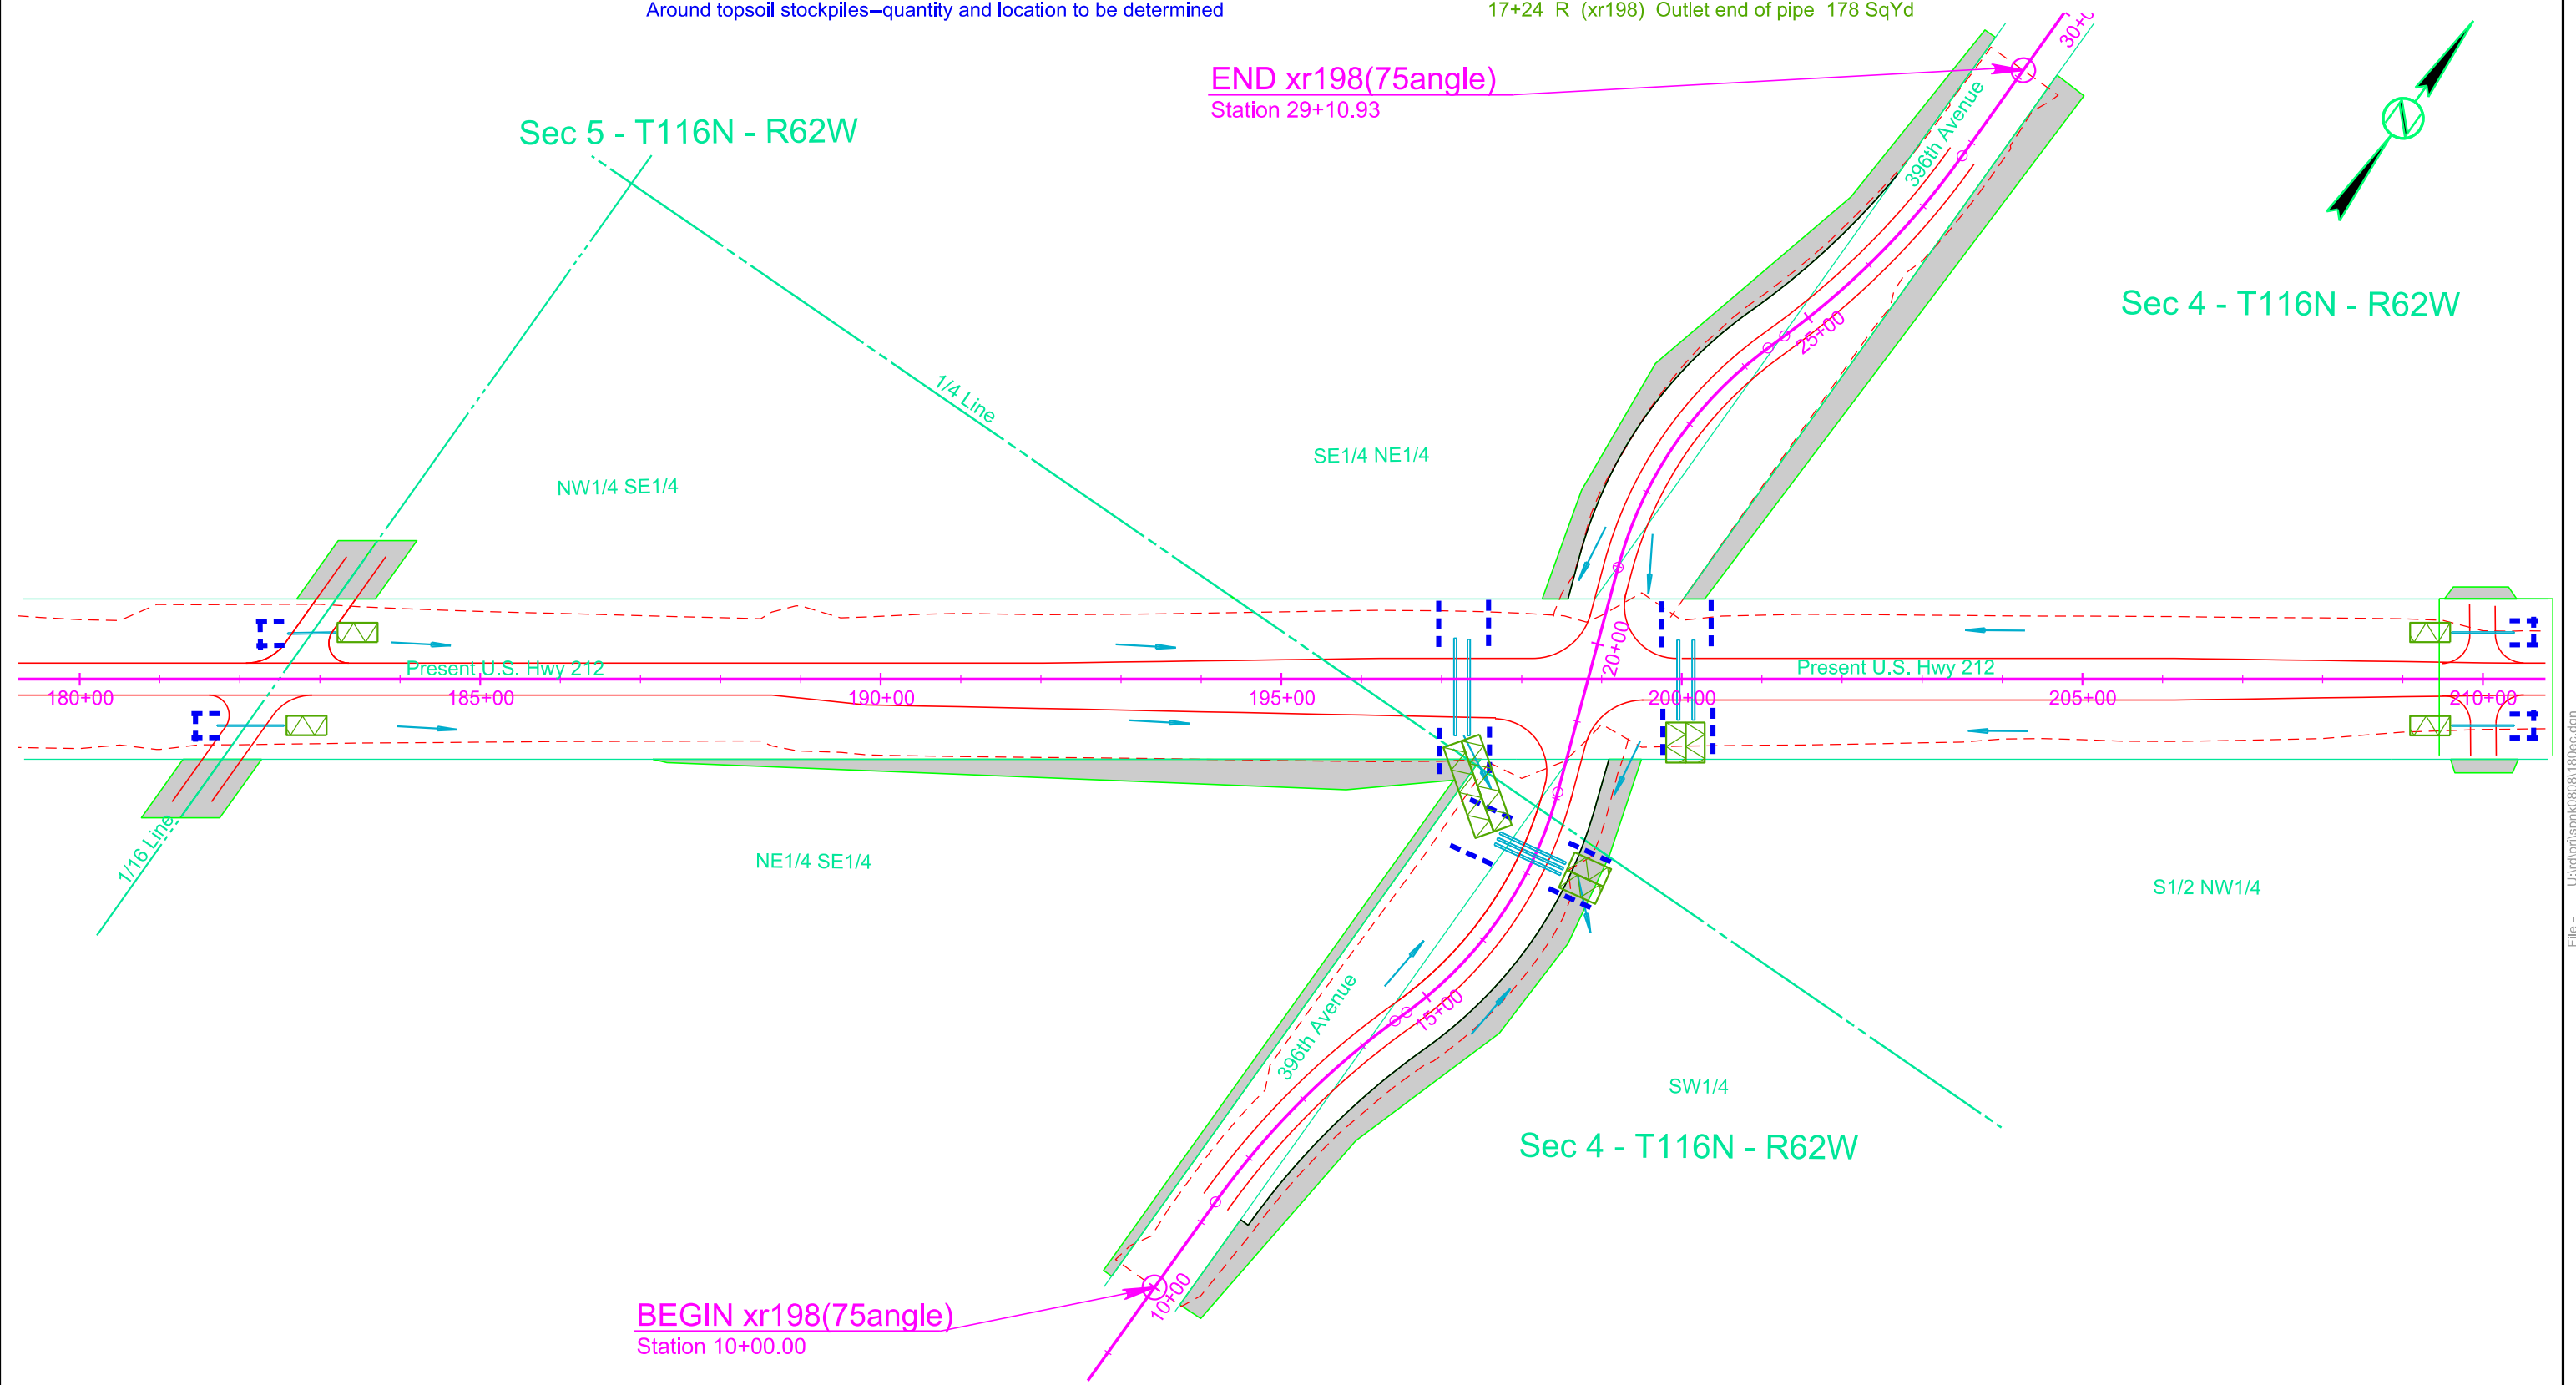 Around topsoil stockpiles--quantity and location to be determined
17+24 R (xr198) Outlet end of pipe 178 SqYd
END xr198(75angle)
Station 29+10.93
Sec 5 - T116N - R62W
396th Avenue
N
Sec 4 - T116N - R62W
25+00
1/4 Line
SE1/4 NE1/4
NW1/4 SE1/4
20+00
Present U.S. Hwy 212
Present U.S. Hwy 212
180+00
185+00
190+00
195+00
200+00
205+00
210+00
1/16 Line
NE1/4 SE1/4
S1/2 NW1/4
396th Avenue
15+00
SW1/4
Sec 4 - T116N - R62W
10+00
BEGIN xr198(75angle)
Station 10+00.00
File -